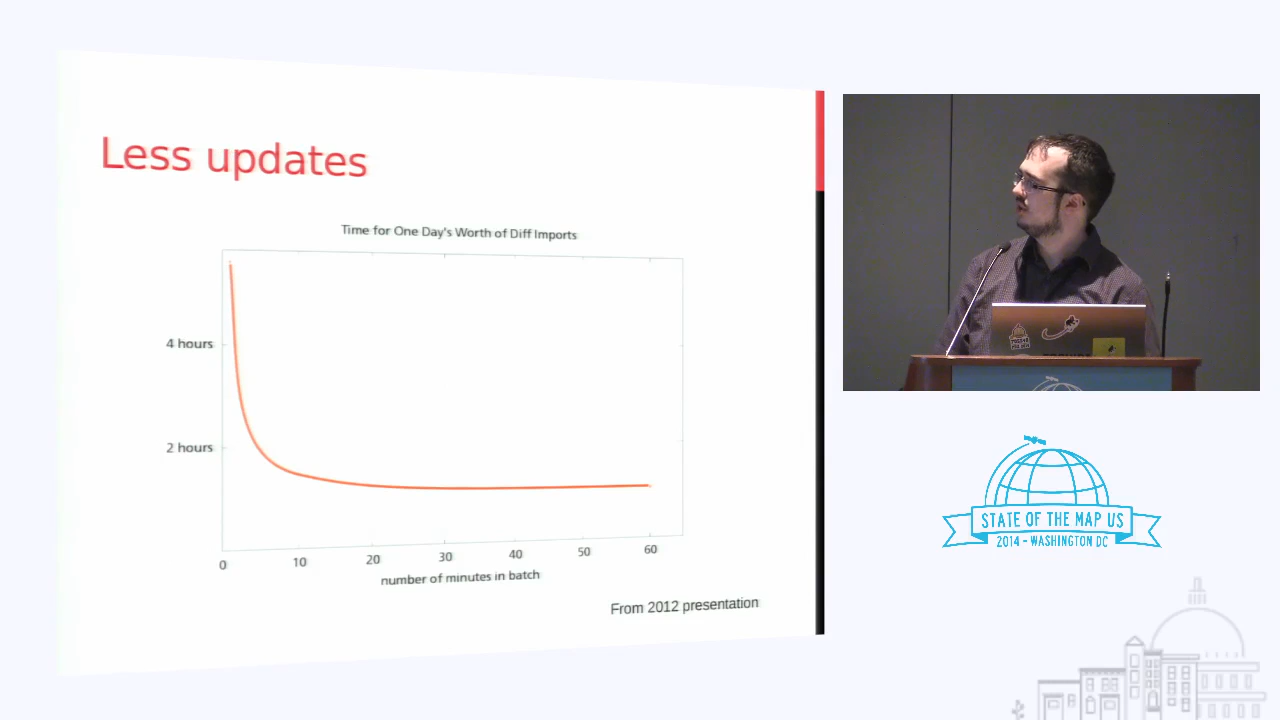 Less updates
Time for One Day's Worth of Diff Imports
4 hours
2 hours
0 10 20 30 40 50 60
number of minutes in batch
From 2012 presentation
STATE OF THE MAP US
2014 - WASHINGTON DC